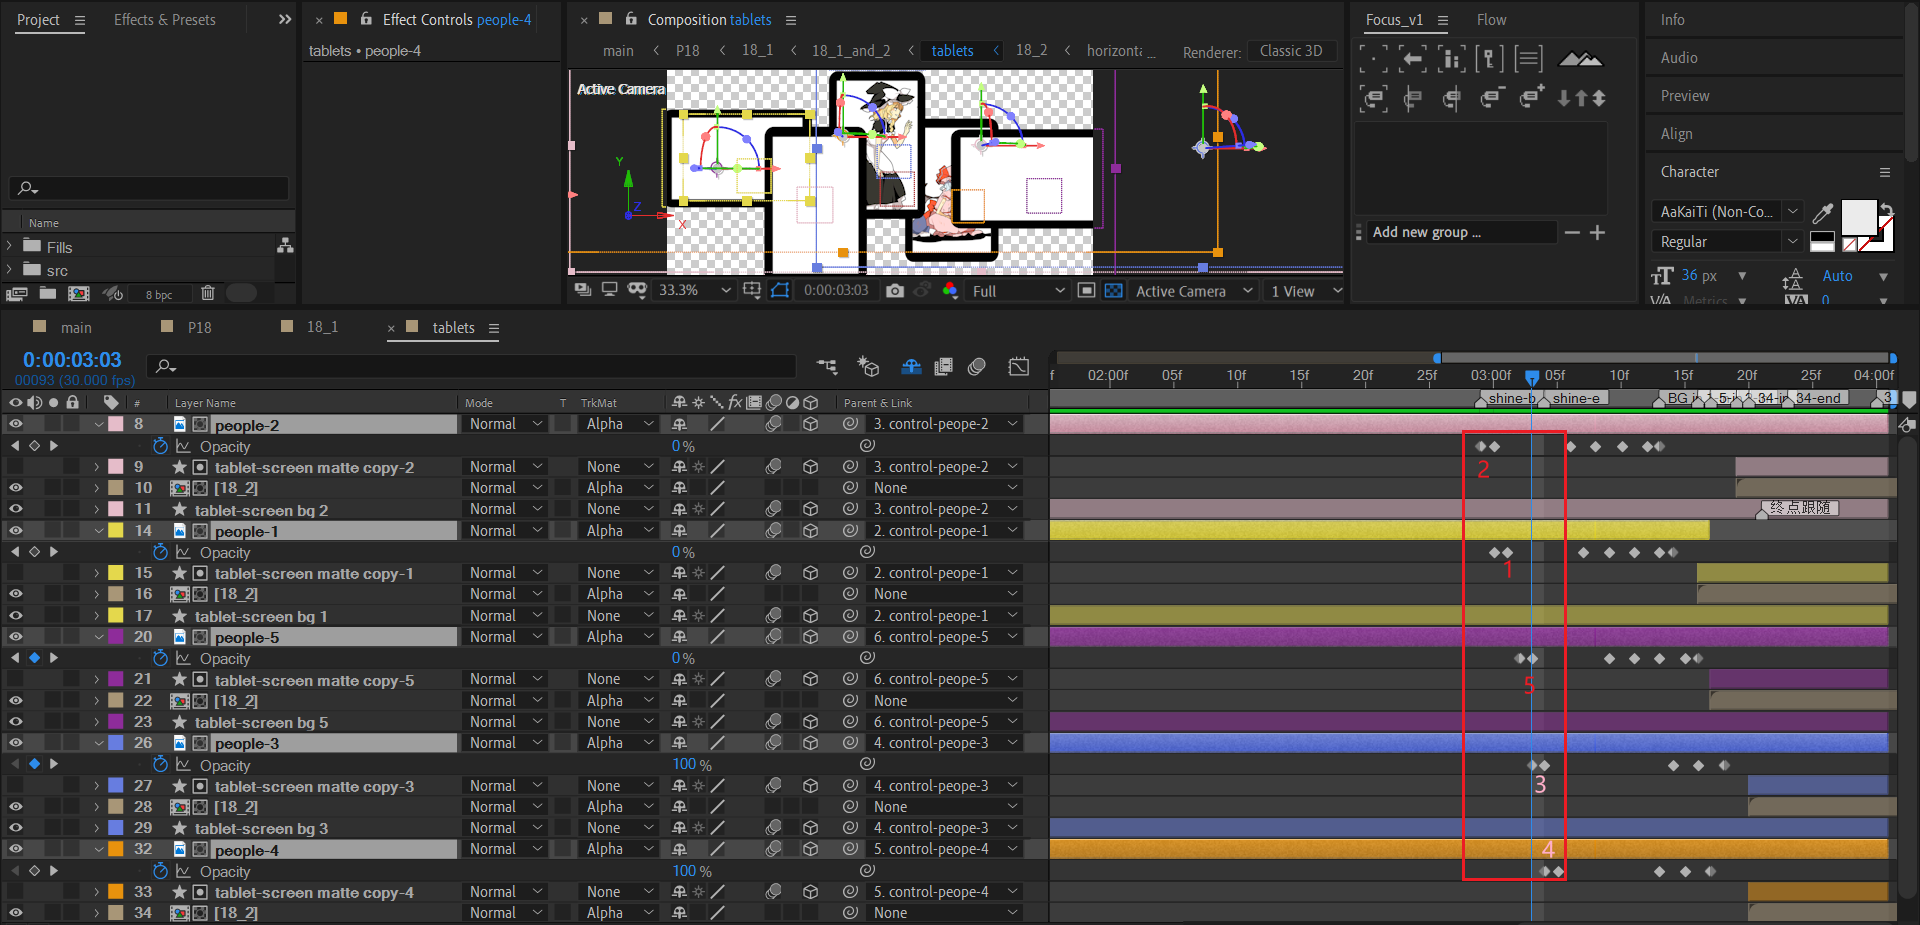 Project
Effects & Presets
Effect Controls people-4
Composition tablets
Focus_v1
Flow
Info
tablets • people-4
main
P18
18_1
18_1_and_2
tablets
18_2
horizonta ...
Renderer:
Classic 3D
Audio
Preview
Align
Character
Active Camera
Y
Z
X
AaKaiTi (Non-Co...
Regular
Name
Fills
src
Add new group ...
36 px
Auto
Metrics
0
8 bpc
33.3%
0:00:03:03
Full
Active Camera
1 View
main
P18
18_1
tablets
0:00:03:03
00093 (30.000 fps)
f 02:00f 05f 10f 15f 20f 25f 03:00f 05f 10f 15f 20f 25f 04:00f
# Layer Name Mode T TrkMat fx Parent & Link
shine-b shine-e BG i 5-i 34-i 34-end 3
8 people-2 Alpha 3. control-peope-2
Opacity 0 %
9 tablet-screen matte copy-2 Normal None 3. control-peope-2
2
10 [18_2] Normal Alpha None
11 tablet-screen bg 2 Normal None 3. control-peope-2
终点跟随
14 people-1 Normal Alpha 2. control-peope-1
Opacity 0 %
1
15 tablet-screen matte copy-1 Normal None 2. control-peope-1
16 [18_2] Normal Alpha None
17 tablet-screen bg 1 Normal None 2. control-peope-1
20 people-5 Normal Alpha 6. control-peope-5
Opacity 0 %
21 tablet-screen matte copy-5 Normal None 6. control-peope-5
5
22 [18_2] Normal Alpha None
23 tablet-screen bg 5 Normal None 6. control-peope-5
26 people-3 Normal Alpha 4. control-peope-3
Opacity 100 %
27 tablet-screen matte copy-3 Normal None 4. control-peope-3
3
28 [18_2] Normal Alpha None
29 tablet-screen bg 3 Normal None 4. control-peope-3
32 people-4 Normal Alpha 5. control-peope-4
4
Opacity 100 %
33 tablet-screen matte copy-4 Normal None 5. control-peope-4
34 [18_2] Normal Alpha None